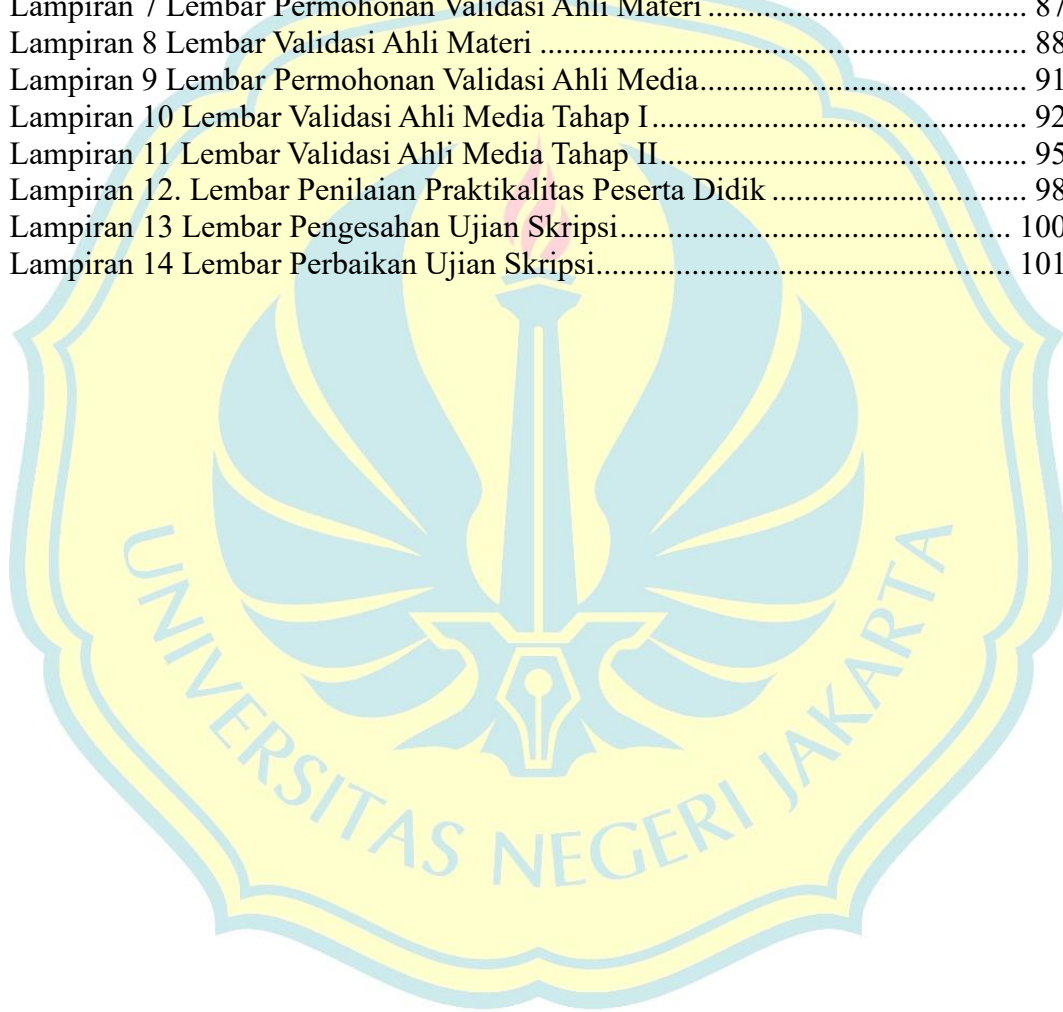 Lampiran 7 Lembar Permohonan Validasi Ahli Materi ........................................ 87
Lampiran 8 Lembar Validasi Ahli Materi ............................................................. 88
Lampiran 9 Lembar Permohonan Validasi Ahli Media......................................... 91
Lampiran 10 Lembar Validasi Ahli Media Tahap I............................................... 92
Lampiran 11 Lembar Validasi Ahli Media Tahap II.............................................. 95
Lampiran 12. Lembar Penilaian Praktikalitas Peserta Didik ................................ 98
Lampiran 13 Lembar Pengesahan Ujian Skripsi................................................. 100
Lampiran 14 Lembar Perbaikan Ujian Skripsi.................................................... 101
UNIVERSITAS NEGERI JAKARTA